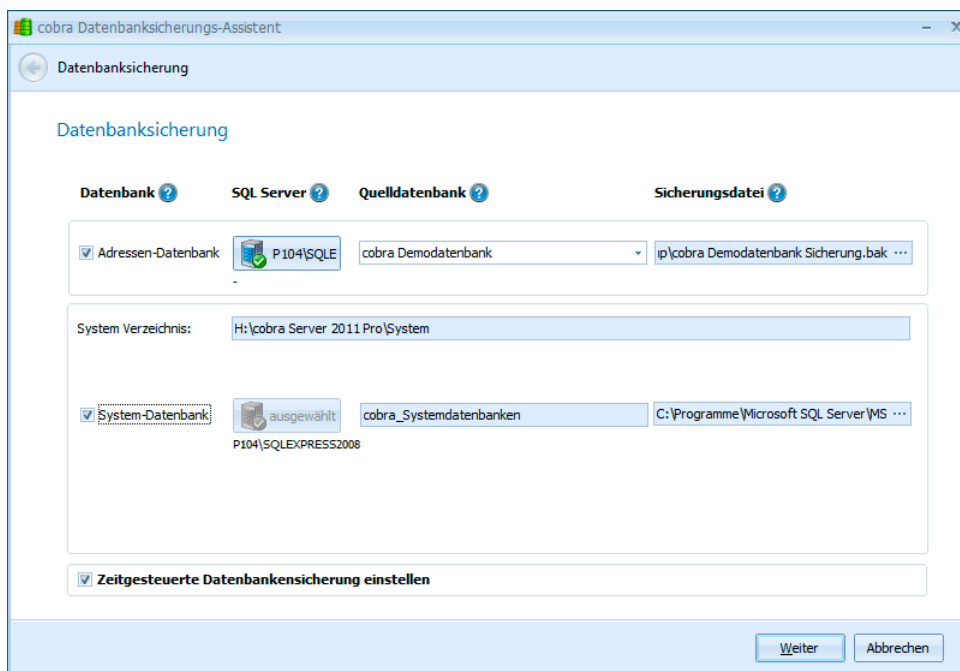 cobra Datenbanksicherungs-Assistent
Datenbanksicherung
Datenbanksicherung
Datenbank SQL Server Quelldatenbank Sicherungsdatei
Adressen-Datenbank P104\SQLE cobra Demodatenbank ıp\cobra Demodatenbank Sicherung.bak ...
-
System Verzeichnis: H:\cobra Server 2011 Pro\System
System-Datenbank ausgewählt cobra_Systemdatenbanken C:\Programme\Microsoft SQL Server\MS ...
P104\SQLEXPRESS2008
Zeitgesteuerte Datenbankensicherung einstellen
Weiter Abbrechen